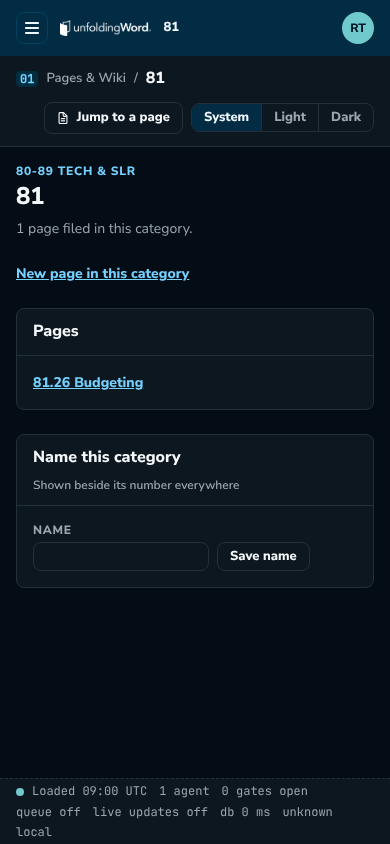 unfoldingWord. 81
RT
01 Pages & Wiki / 81
Jump to a page System Light Dark
80-89 TECH & SLR
81
1 page filed in this category.
New page in this category
Pages
81.26 Budgeting
Name this category
Shown beside its number everywhere
NAME
Save name
Loaded 09:00 UTC 1 agent 0 gates open
queue off live updates off db 0 ms unknown
local